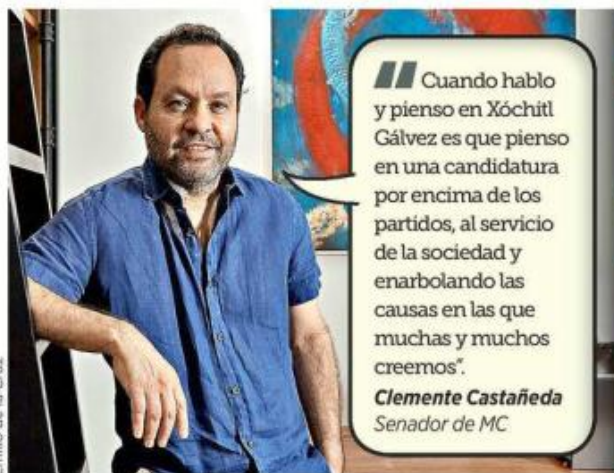 Cuando hablo
y pienso en Xóchitl
Gálvez es que pienso
en una candidatura
por encima de los
partidos, al servicio
de la sociedad y
enarbolando las
causas en las que
muchas y muchos
creemos”.
Clemente Castañeda
Senador de MC